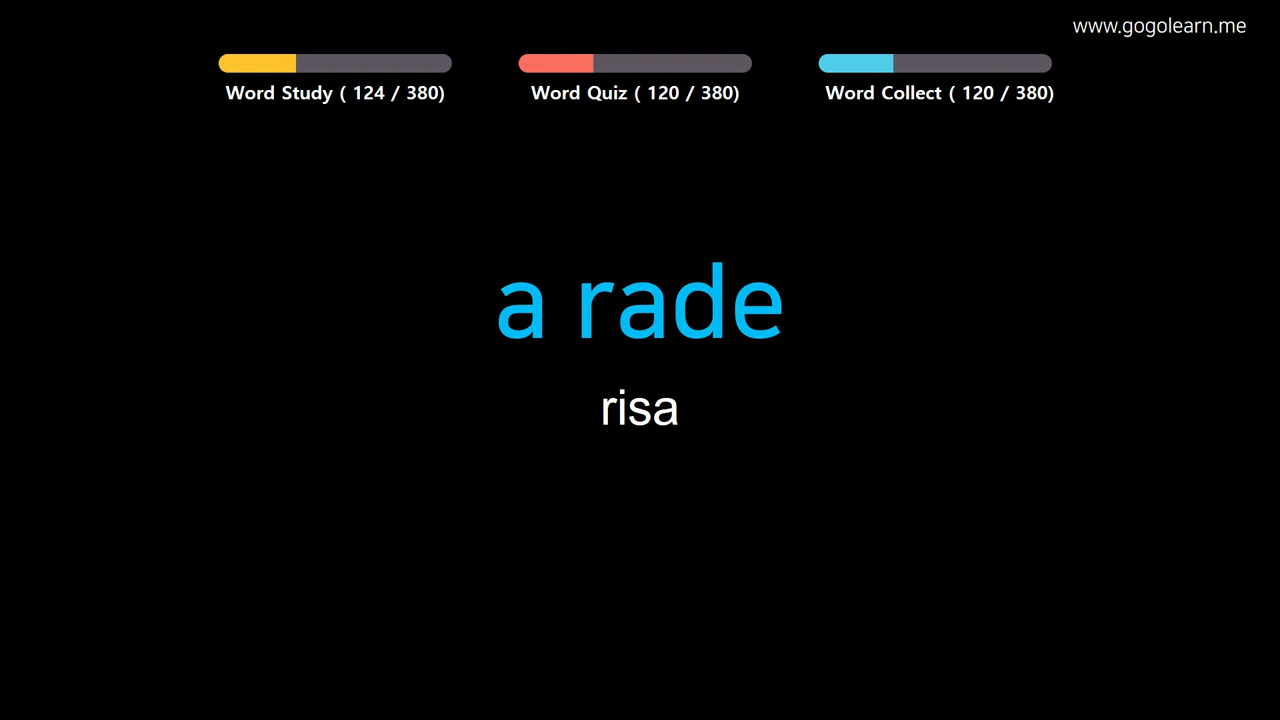 www.gogolearn.me
Word Study ( 124 / 380)
Word Quiz ( 120 / 380)
Word Collect ( 120 / 380)
a rade
risa